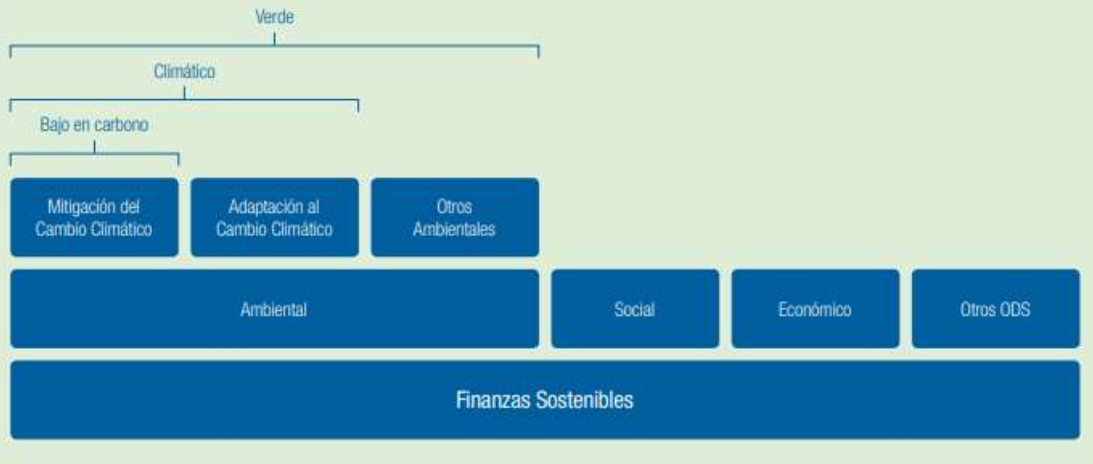 Verde
Climático
Bajo en carbono
Mitigación del
Cambio Climático
Adaptación al
Cambio Climático
Otros
Ambientales
Ambiental
Social
Económico
Otros ODS
Finanzas Sostenibles